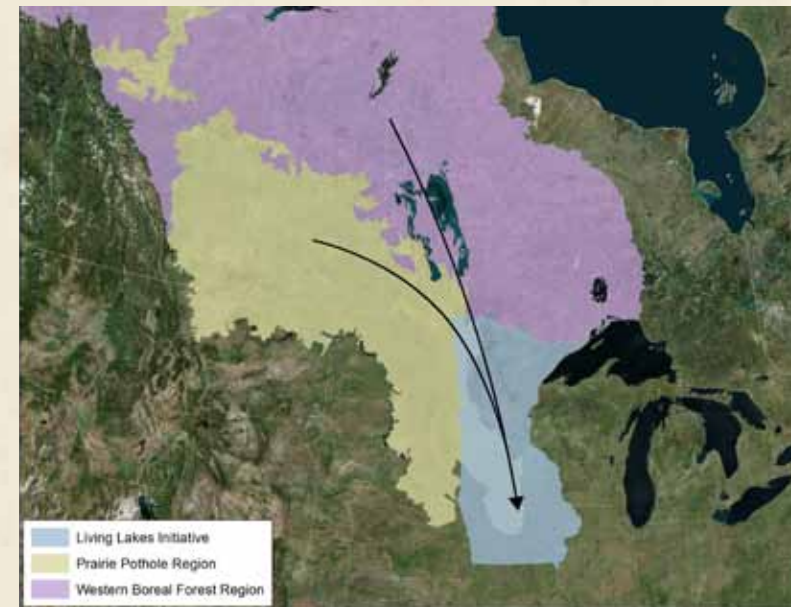 Living Lakes Initiative
Prairie Pothole Region
Western Boreal Forest Region